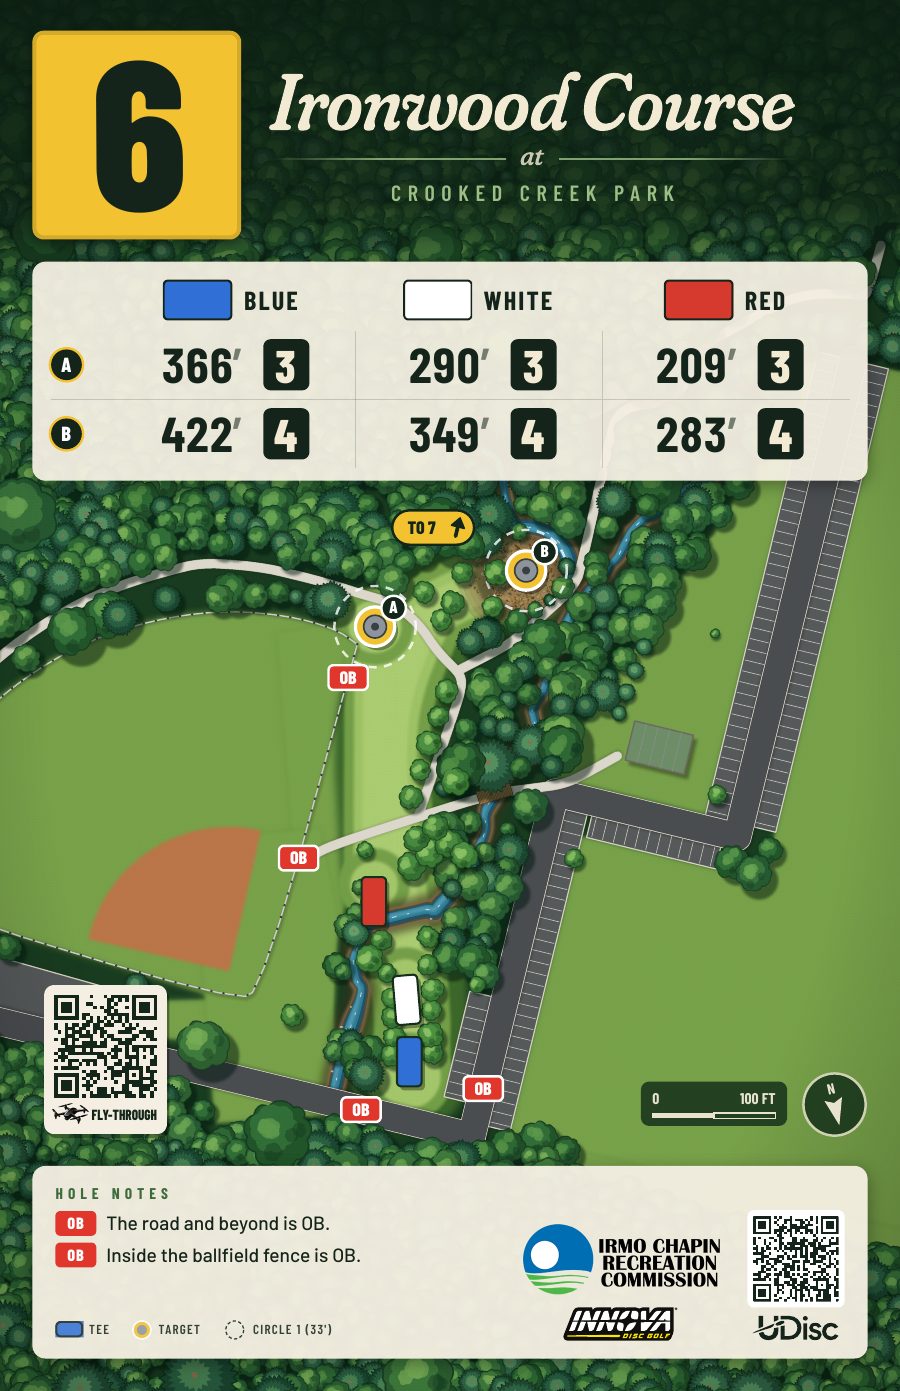 6
Ironwood Course
at
CROOKED CREEK PARK
BLUE WHITE RED
A 366' 3 290' 3 209' 3
B 422' 4 349' 4 283' 4
TO 7
B
A
OB
OB
OB
OB
FLY-THROUGH
0 100 FT
N
HOLE NOTES
OB The road and beyond is OB.
OB Inside the ballfield fence is OB.
TEE TARGET CIRCLE 1 (33')
IRMO CHAPIN
RECREATION
COMMISSION
INNOVA
DISC GOLF
UDisc